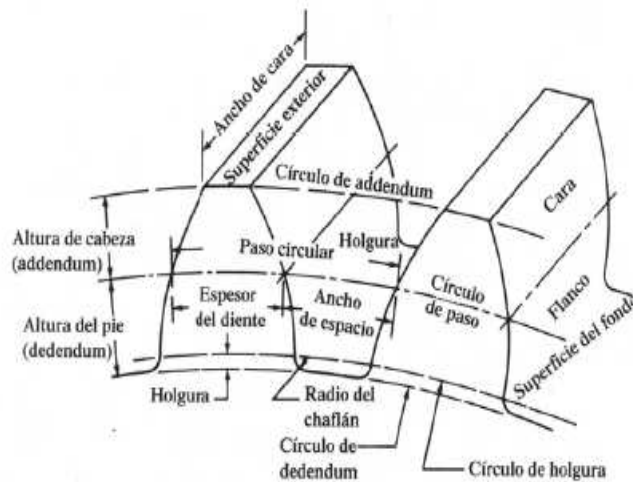 Ancho de cara
Superficie exterior
Círculo de addendum
Cara
Altura de cabeza
(addendum)
Paso circular
Holgura
Altura del pie
(dedendum)
Espesor
del diente
Ancho
de espacio
Círculo
de paso
Flanco
Superficie del fondo
Holgura
Radio del
chaflán
Círculo de
dedendum
Círculo de holgura